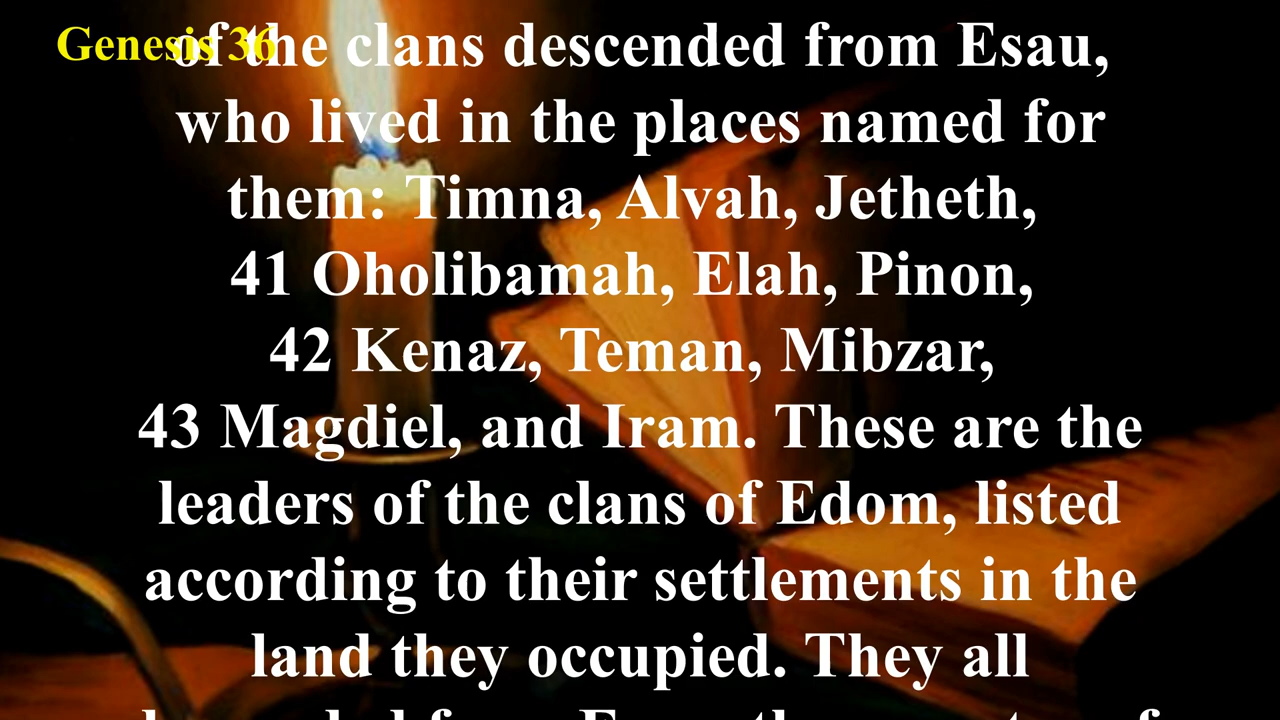 Genesis 36
of the clans descended from Esau,
who lived in the places named for
them: Timna, Alvah, Jetheth,
41 Oholibamah, Elah, Pinon,
42 Kenaz, Teman, Mibzar,
43 Magdiel, and Iram. These are the
leaders of the clans of Edom, listed
according to their settlements in the
land they occupied. They all